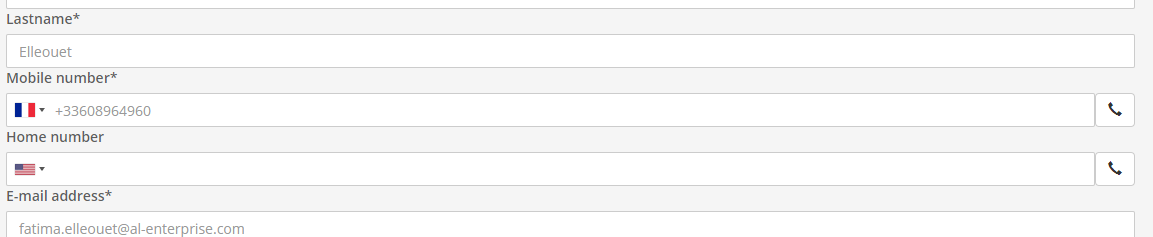 Lastname*
Elleouet
Mobile number*
+33608964960
Home number
E-mail address*
fatima.elleouet@al-enterprise.com